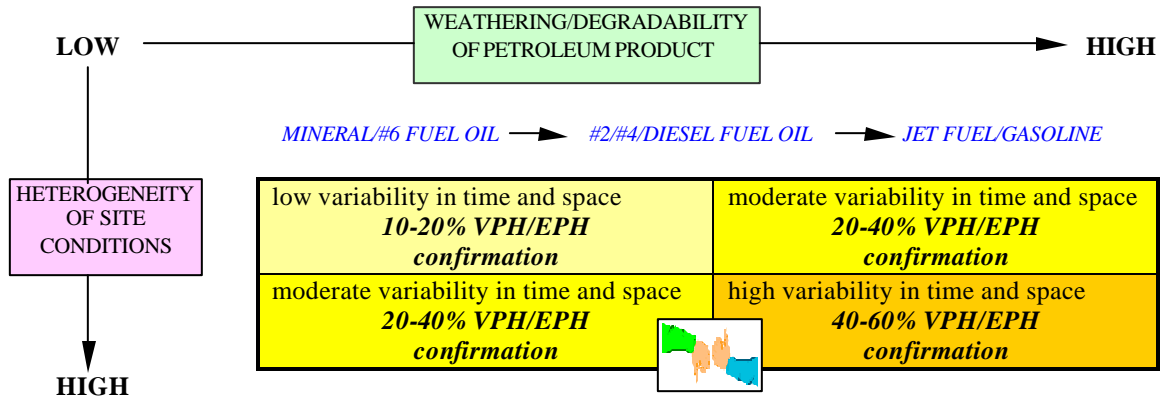 WEATHERING/DEGRADABILITY
OF PETROLEUM PRODUCT
LOW
HIGH
MINERAL/#6 FUEL OIL
#2/#4/DIESEL FUEL OIL
JET FUEL/GASOLINE
HETEROGENEITY
OF SITE
CONDITIONS
HIGH
low variability in time and space
10-20% VPH/EPH
confirmation
moderate variability in time and space
20-40% VPH/EPH
confirmation
moderate variability in time and space
20-40% VPH/EPH
confirmation
high variability in time and space
40-60% VPH/EPH
confirmation